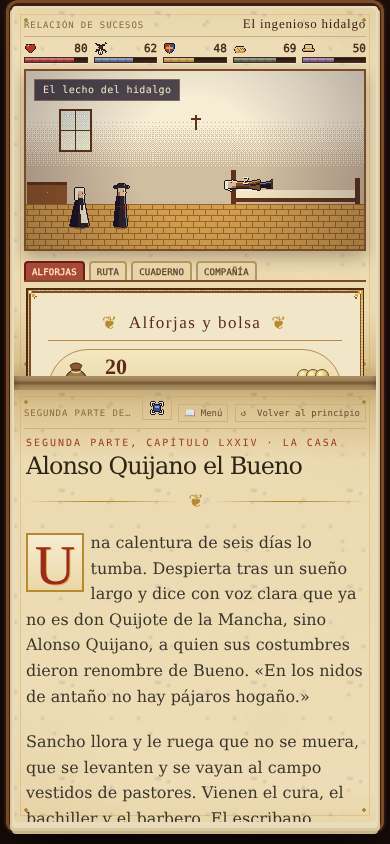 RELACIÓN DE SUCESOS
El ingenioso hidalgo
80 62 48 69 50
El lecho del hidalgo
ALFORJAS RUTA CUADERNO COMPAÑÍA
Alforjas y bolsa
20
SEGUNDA PARTE DE… Menú ↺ Volver al principio
SEGUNDA PARTE, CAPÍTULO LXXIV · LA CASA
Alonso Quijano el Bueno
Una calentura de seis días lo
tumba. Despierta tras un sueño
largo y dice con voz clara que ya
no es don Quijote de la Mancha, sino
Alonso Quijano, a quien sus costumbres
dieron renombre de Bueno. «En los nidos
de antaño no hay pájaros hogaño.»
Sancho llora y le ruega que no se muera,
que se levanten y se vayan al campo
vestidos de pastores. Vienen el cura, el
bachiller y el barbero. El escribano